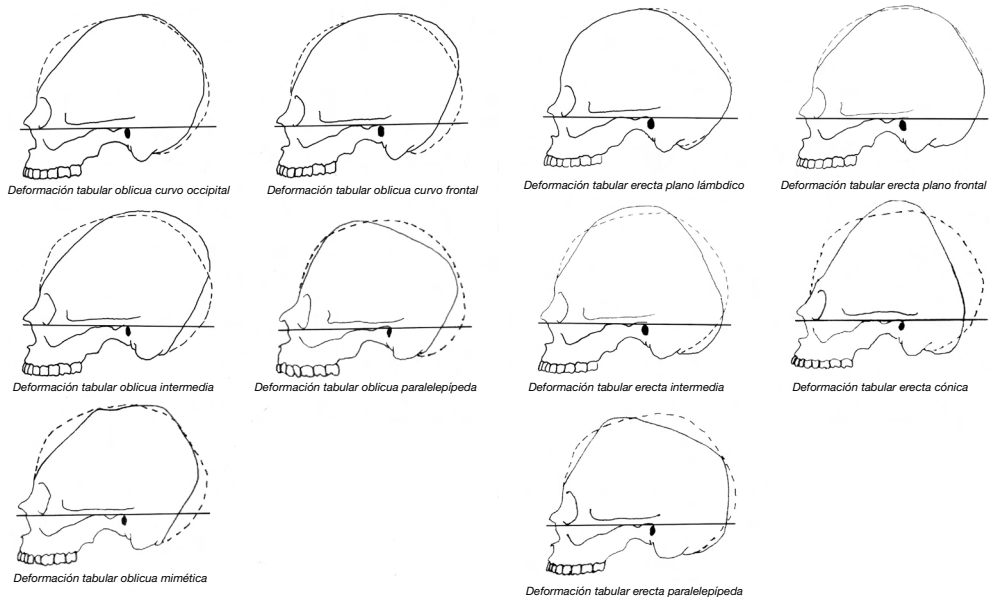 Deformación tabular oblicua curvo occipital
Deformación tabular oblicua curvo frontal
Deformación tabular erecta plano lámbdico
Deformación tabular erecta plano frontal
Deformación tabular oblicua intermedia
Deformación tabular oblicua paralelepípeda
Deformación tabular erecta intermedia
Deformación tabular erecta cónica
Deformación tabular oblicua mimética
Deformación tabular erecta paralelepípeda